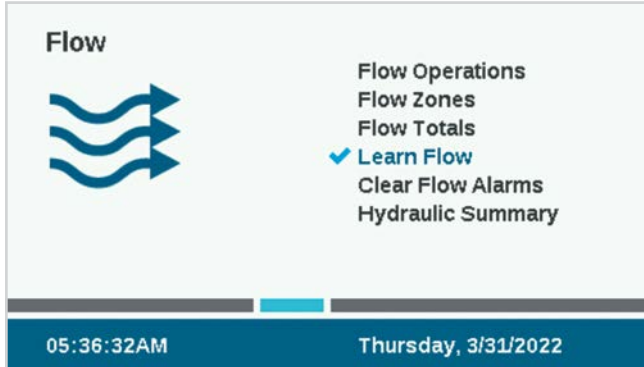 Flow
Flow Operations
Flow Zones
Flow Totals
Learn Flow
Clear Flow Alarms
Hydraulic Summary
05:36:32AM
Thursday, 3/31/2022